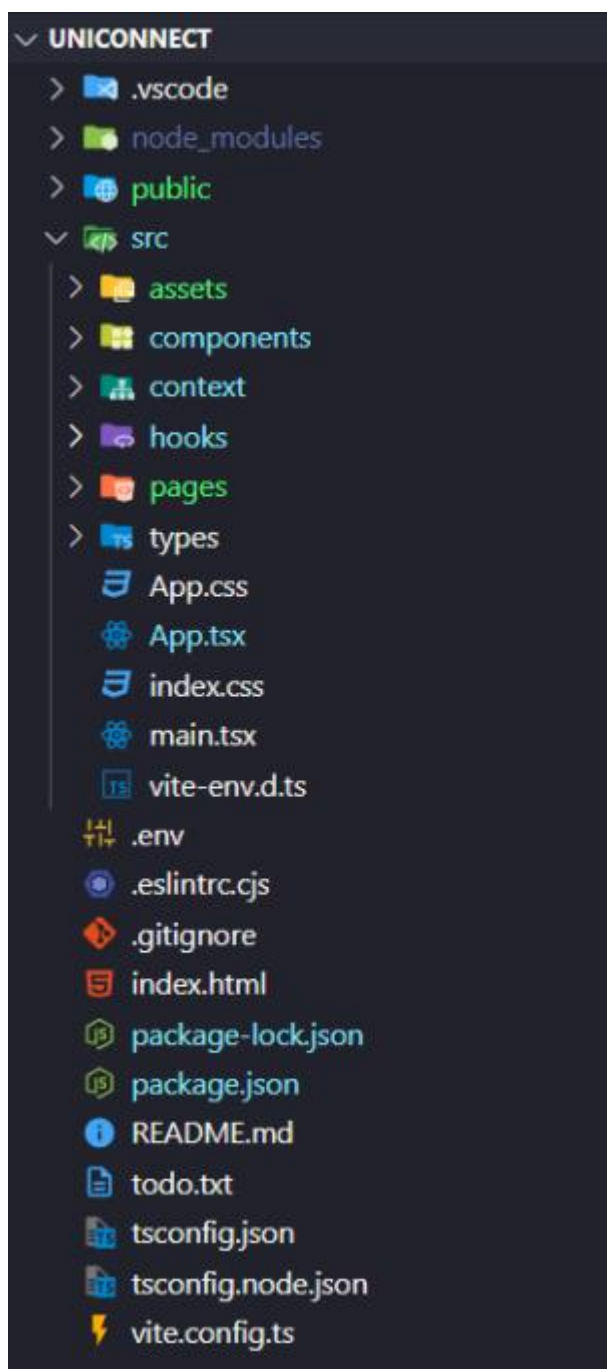 UNICONNECT
.vscode
node_modules
public
src
assets
components
context
hooks
pages
types
App.css
App.tsx
index.css
main.tsx
vite-env.d.ts
.env
.eslintrc.cjs
.gitignore
index.html
package-lock.json
package.json
README.md
todo.txt
tsconfig.json
tsconfig.node.json
vite.config.ts